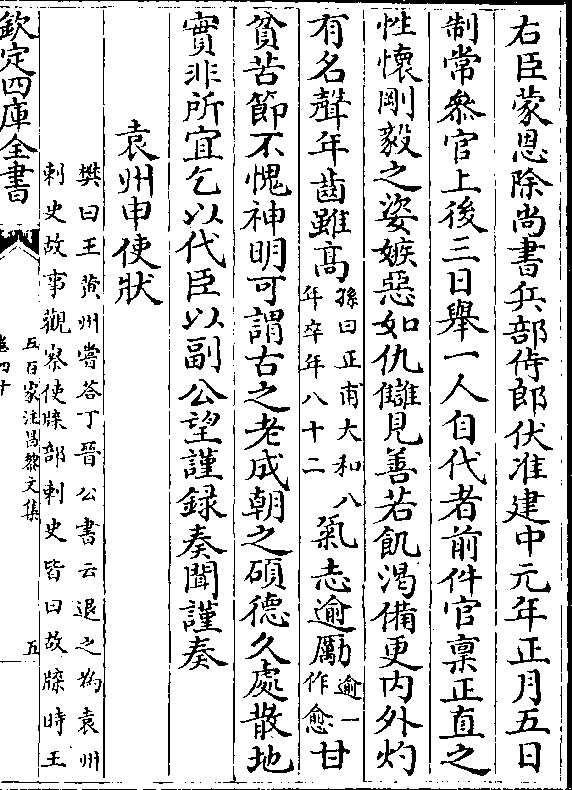 右臣蒙恩除尚書兵部侍郎伏准建中元年正月五日
制常叅官上後三日舉一人自代者前件官稟正直之
性懷剛毅之姿嫉惡如仇讎見善若飢渴備更内外灼
有名聲年齒雖高
孫曰正甫大和八
年卒年八十二
氣志逾勵
逾一
作愈
甘
貧苦節不愧神明可謂古之老成朝之碩德久處散地
實非所宜乞以代臣以副公望謹録奏聞謹奏
袁州申使狀
樊曰王黄州嘗荅丁晉公書云退之為袁州
刺史故事觀察使牒部刺史皆曰故牒時王
欽定四庫全書
五百家注昌黎文集
卷四十
五